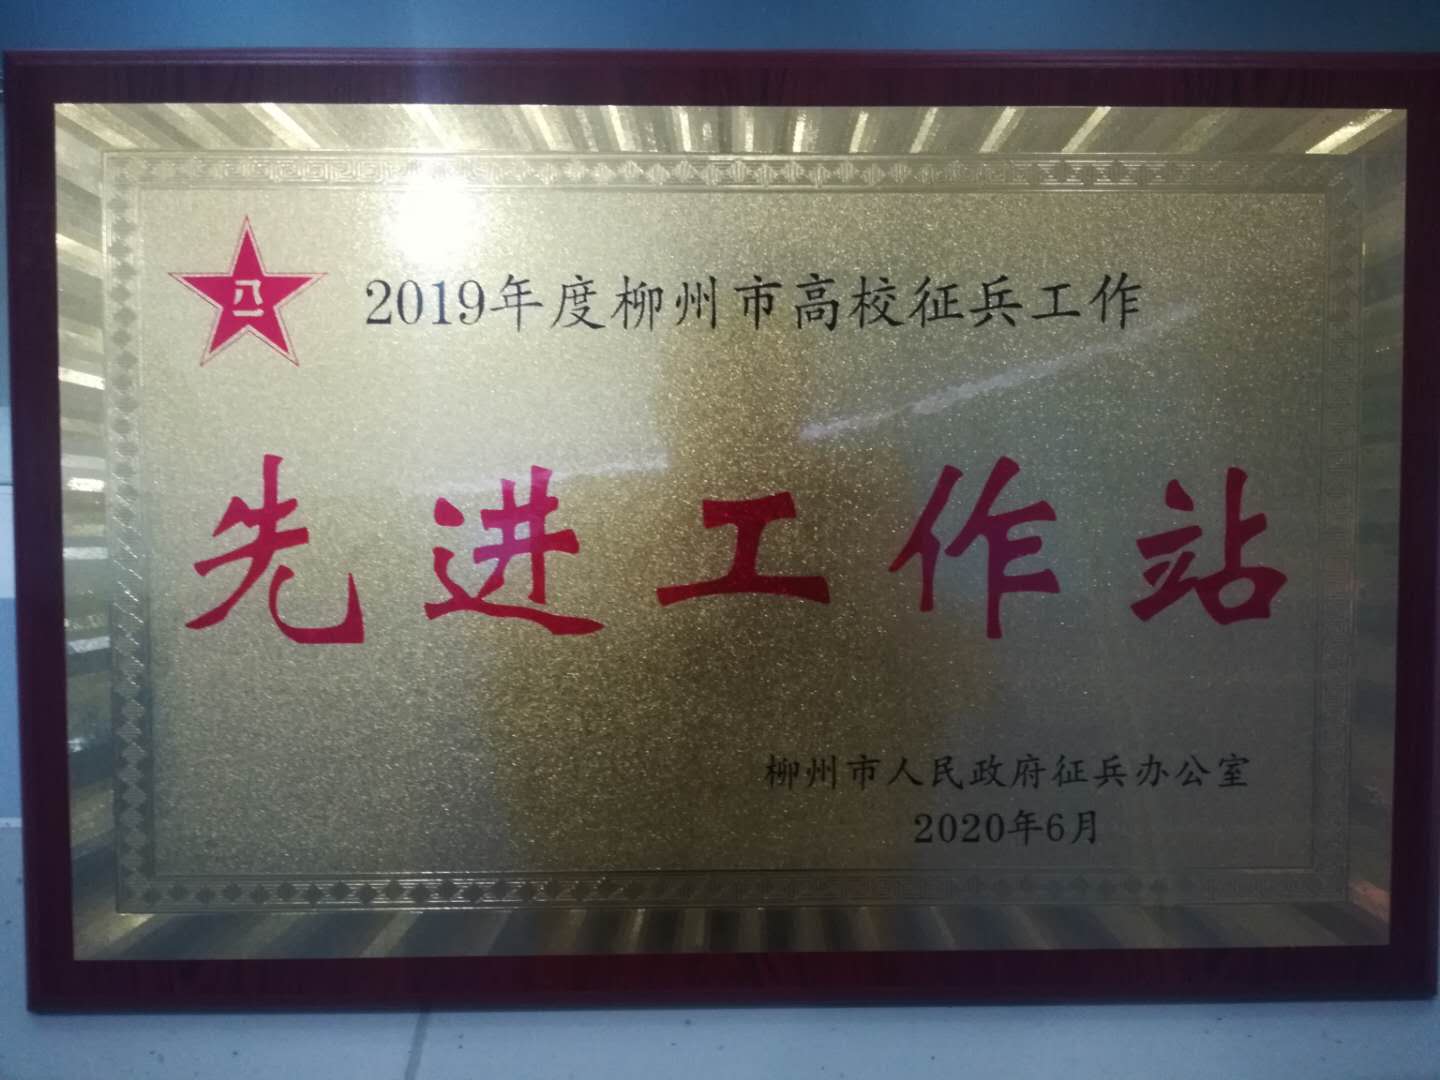 八一
2019年度柳州市高校征兵工作
先进工作站
柳州市人民政府征兵办公室
2020年6月